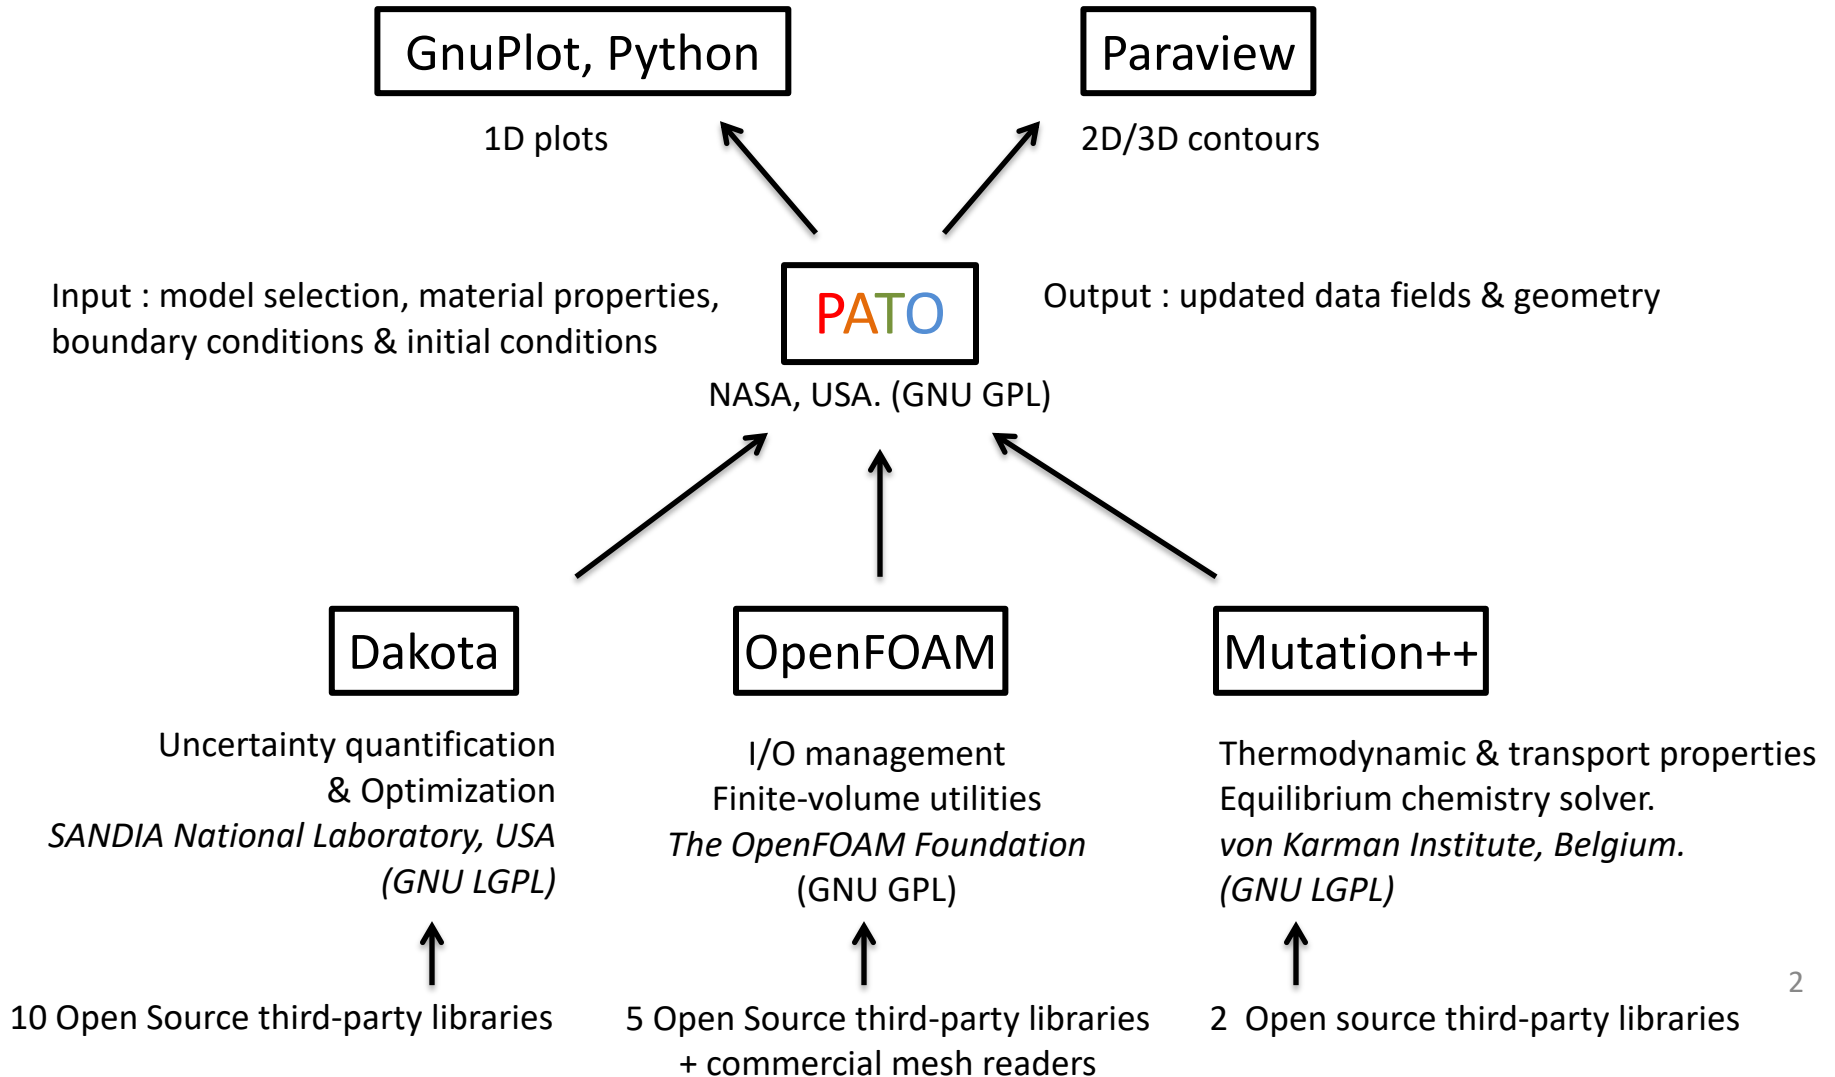 GnuPlot, Python
Paraview
1D plots
2D/3D contours
Input : model selection, material properties,
boundary conditions & initial conditions
PATO
Output : updated data fields & geometry
NASA, USA. (GNU GPL)
Dakota
OpenFOAM
Mutation++
Uncertainty quantification
& Optimization
SANDIA National Laboratory, USA
(GNU LGPL)
I/O management
Finite-volume utilities
The OpenFOAM Foundation
(GNU GPL)
Thermodynamic & transport properties
Equilibrium chemistry solver.
von Karman Institute, Belgium.
(GNU LGPL)
10 Open Source third-party libraries
5 Open Source third-party libraries
+ commercial mesh readers
2  Open source third-party libraries
2